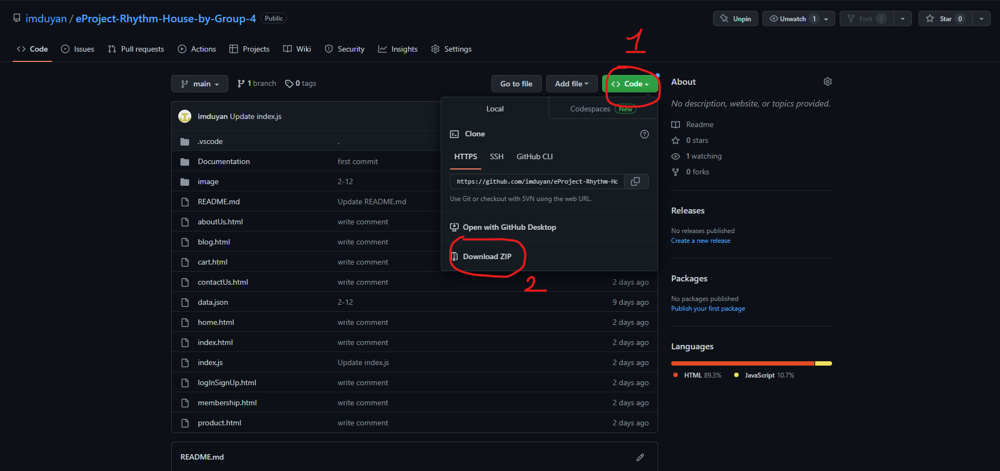 imduyan / eProject-Rhythm-House-by-Group-4 Public
Unpin Unwatch 1 Fork 0 Star 0
Code Issues Pull requests Actions Projects Wiki Security Insights Settings
1
main 1 branch 0 tags Go to file Add file Code
imduyan Update index.js
.vscode .
Documentation first commit
image 2-12
README.md Update README.md
aboutUs.html write comment
blog.html write comment
cart.html write comment
contactUs.html write comment 2 days ago
data.json 2-12 9 days ago
home.html write comment 2 days ago
index.html write comment 2 days ago
index.js Update index.js 2 days ago
logInSignUp.html write comment 2 days ago
membership.html write comment 2 days ago
product.html write comment 2 days ago
README.md
Local Codespaces New
Clone
HTTPS SSH GitHub CLI
https://github.com/imduyan/eProject-Rhythm-Ho
Use Git or checkout with SVN using the web URL.
Open with GitHub Desktop
Download ZIP
2
About
No description, website, or topics provided.
Readme
0 stars
1 watching
0 forks
Releases
No releases published
Create a new release
Packages
No packages published
Publish your first package
Languages
HTML 89.3% JavaScript 10.7%